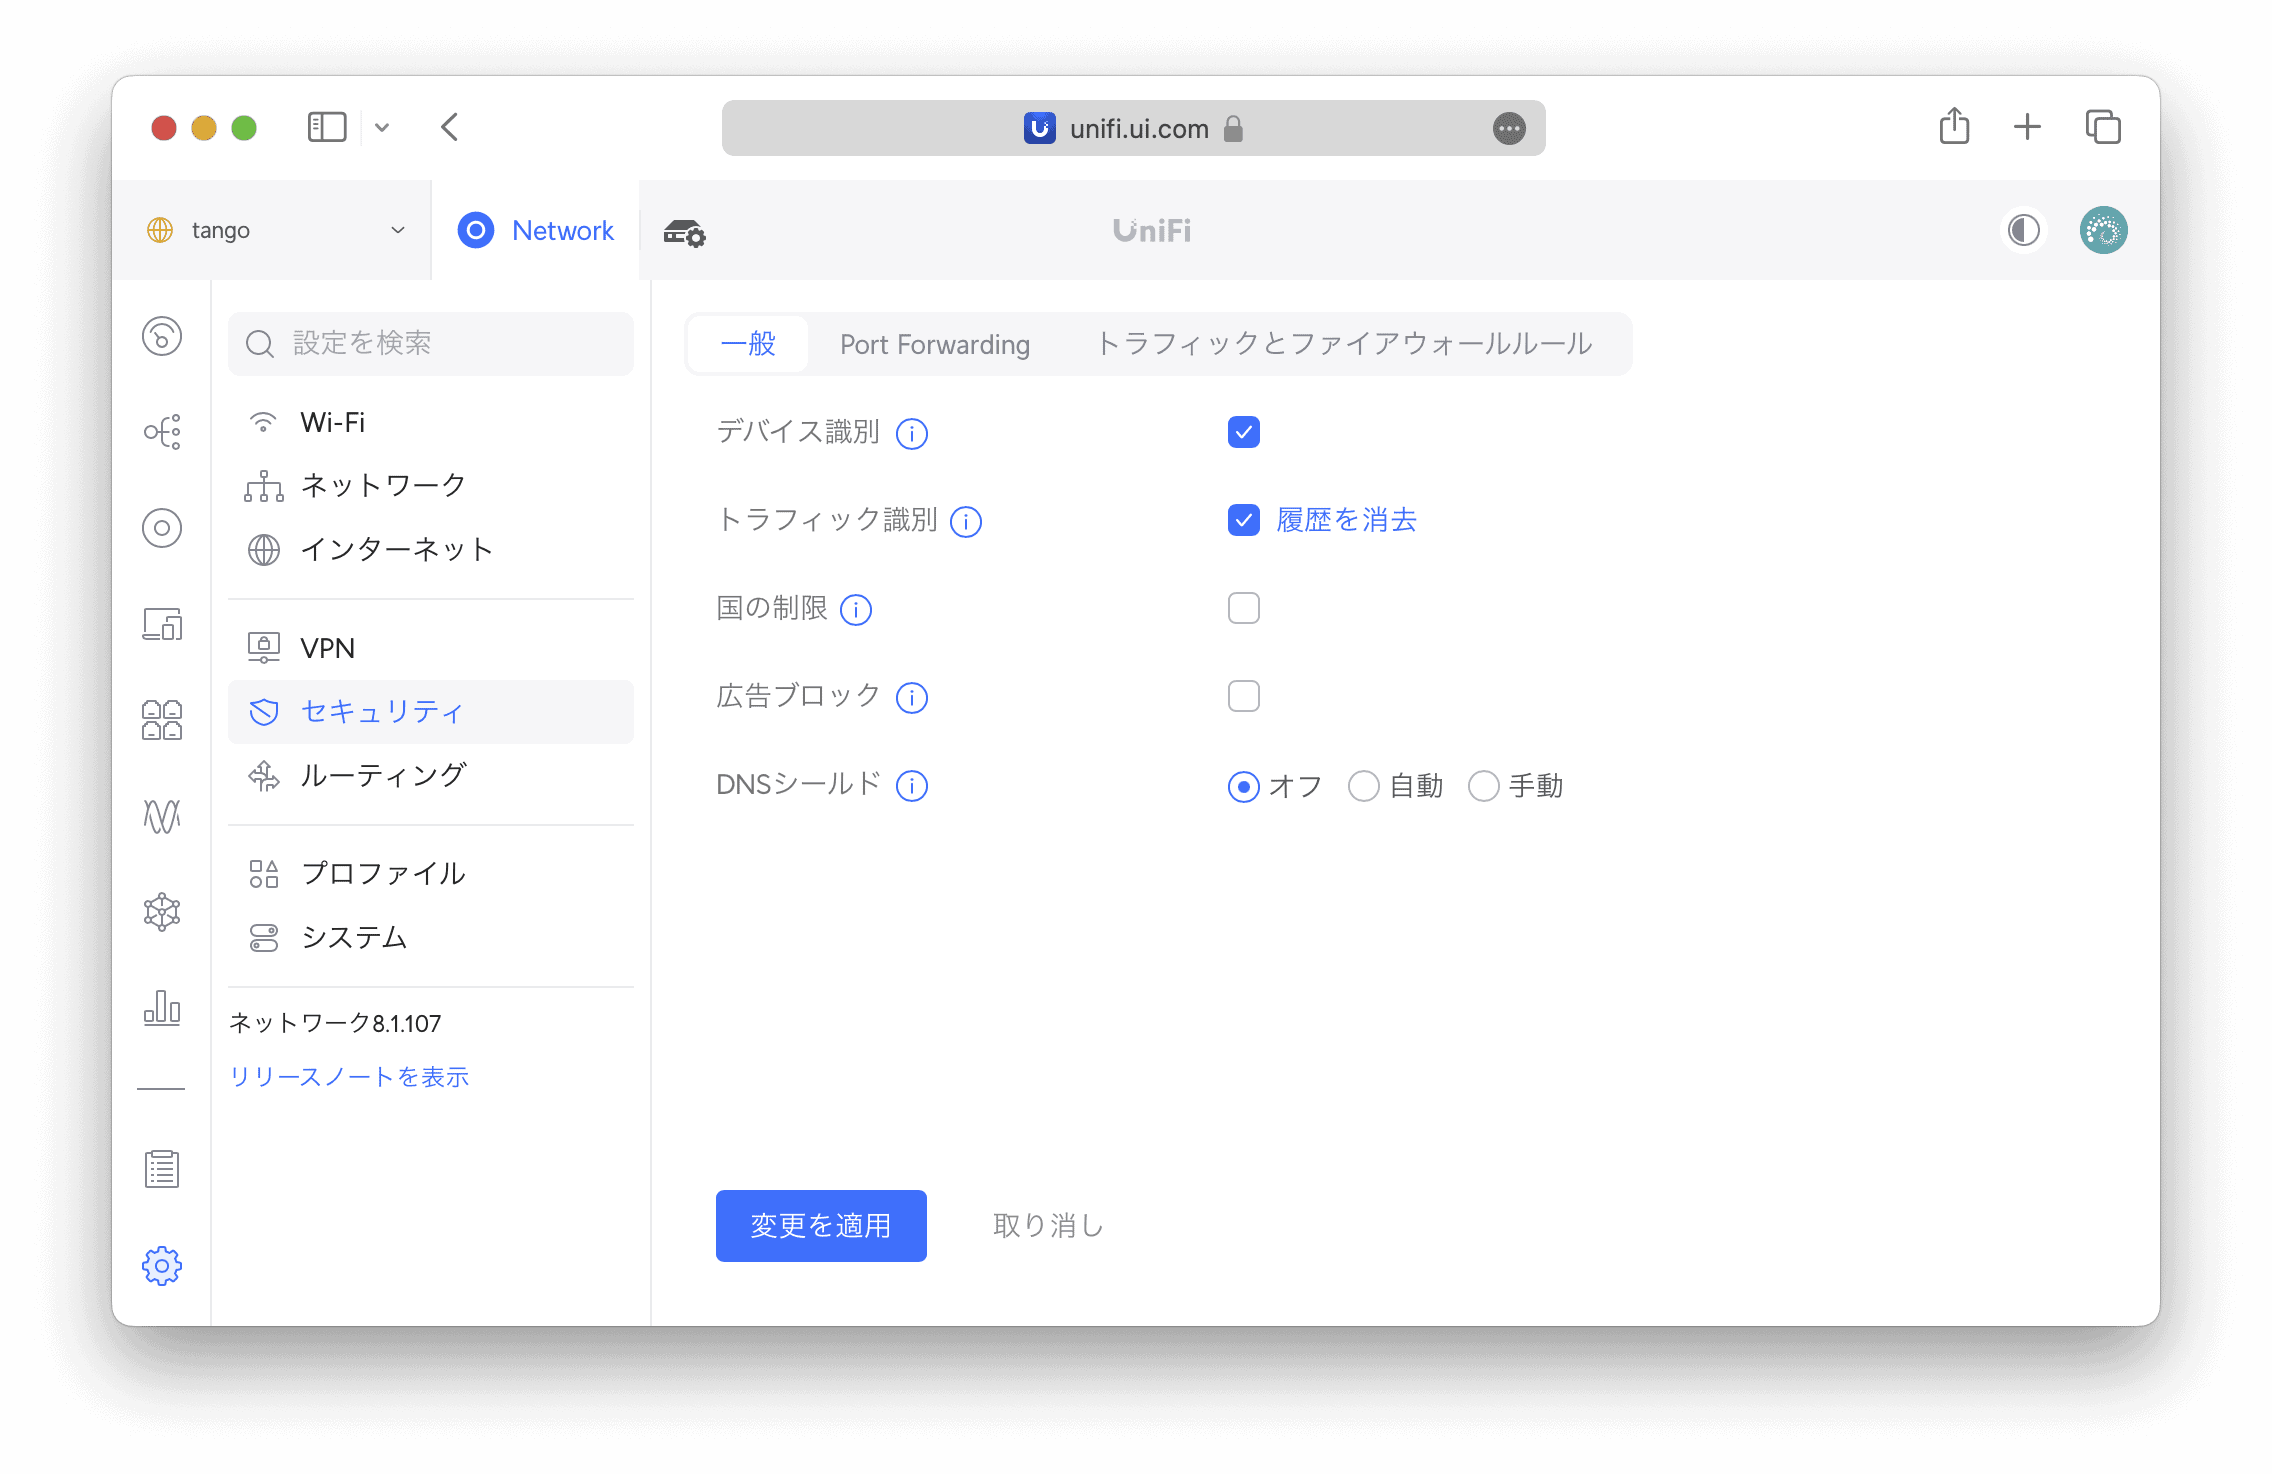 unifi.ui.com
tango
Network
UniFi
設定を検索
Wi-Fi
ネットワーク
インターネット
VPN
セキュリティ
ルーティング
プロファイル
システム
ネットワーク8.1.107
リリースノートを表示
一般 Port Forwarding トラフィックとファイアウォールルール
デバイス識別
トラフィック識別 履歴を消去
国の制限
広告ブロック
DNSシールド オフ 自動 手動
変更を適用 取り消し